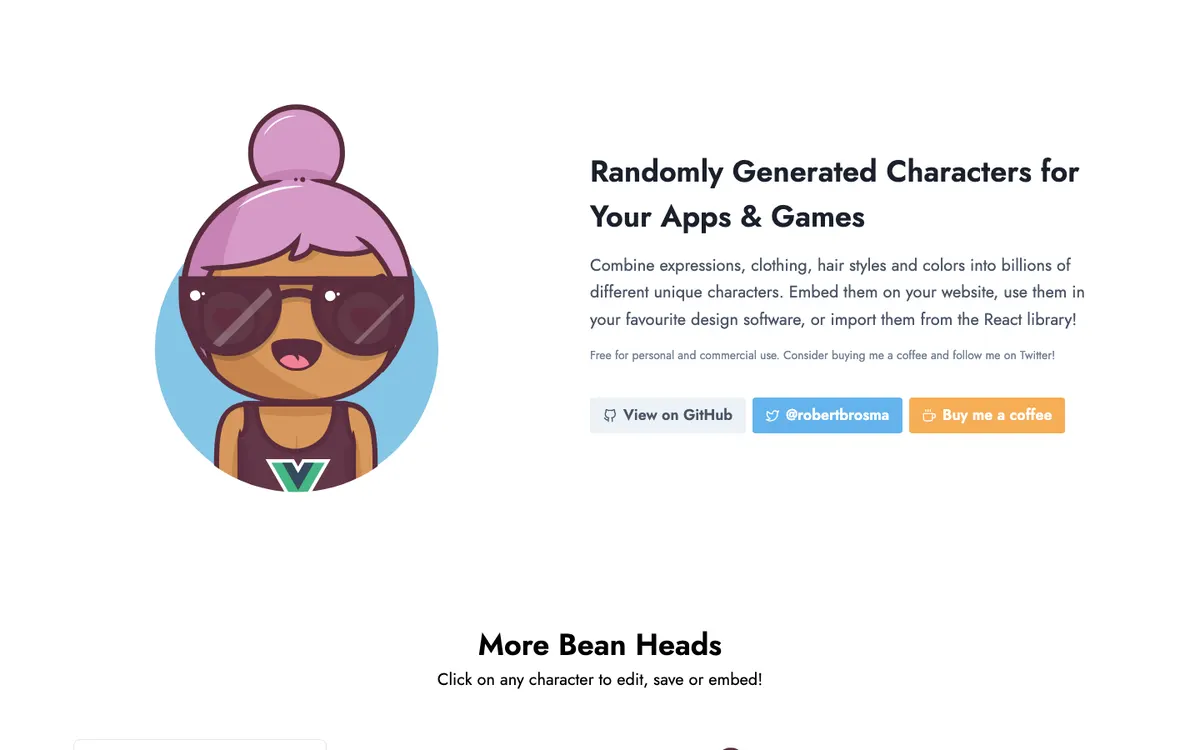 Randomly Generated Characters for
Your Apps & Games
Combine expressions, clothing, hair styles and colors into billions of
different unique characters. Embed them on your website, use them in
your favourite design software, or import them from the React library!
Free for personal and commercial use. Consider buying me a coffee and follow me on Twitter!
View on GitHub
@robertbrosma
Buy me a coffee
More Bean Heads
Click on any character to edit, save or embed!